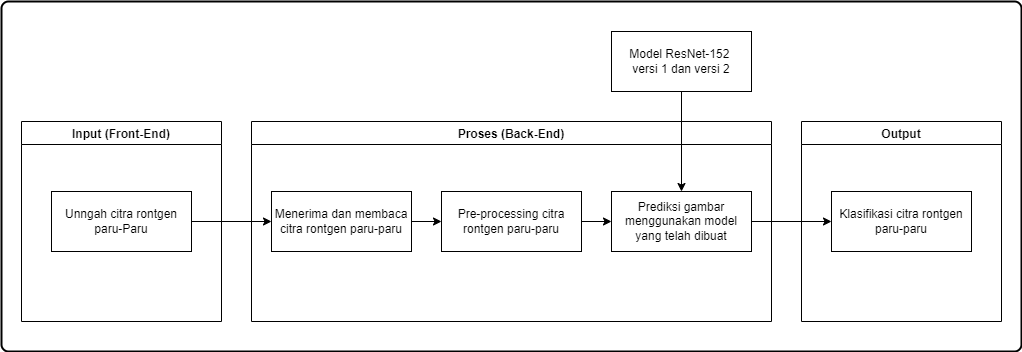 Model ResNet-152
versi 1 dan versi 2
Input (Front-End)
Proses (Back-End)
Output
Unngah citra rontgen
paru-Paru
Menerima dan membaca
citra rontgen paru-paru
Pre-processing citra
rontgen paru-paru
Prediksi gambar
menggunakan model
yang telah dibuat
Klasifikasi citra rontgen
paru-paru